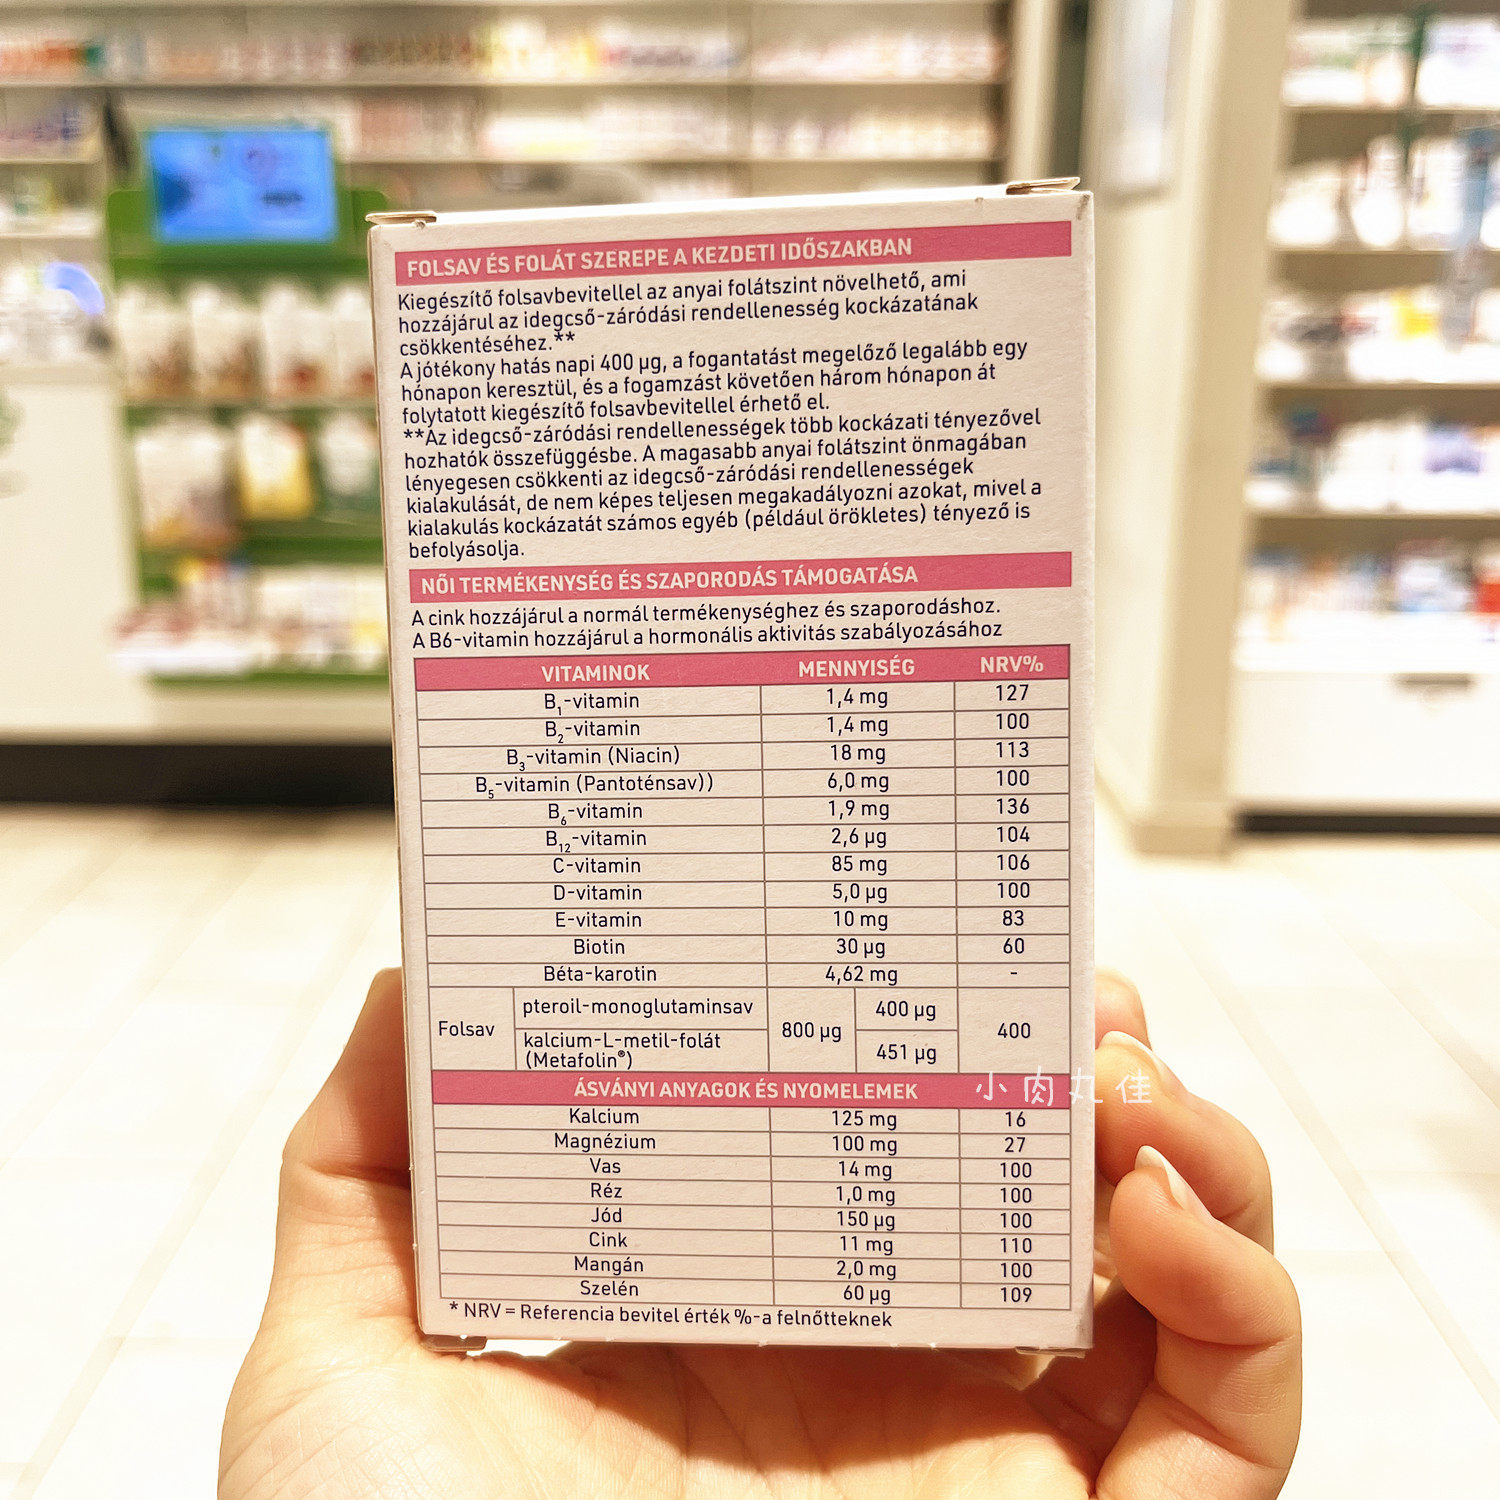 FOLSAV ÉS FOLÁT SZEREPE A KEZDETI IDŐSZAKBAN
Kiegészítő folsavbevitellel az anyai folátszint növelhető, ami
hozzájárul az idegcső-záródási rendellenesség kockázatának
csökkentéséhez.**
A jótékony hatás napi 400 µg, a fogantatást megelőző legalább egy
hónapon keresztül, és a fogamzást követően három hónapon át
folytatott kiegészítő folsavbevitellel érhető el.
**Az idegcső-záródási rendellenességek több kockázati tényezővel
hozhatók összefüggésbe. A magasabb anyai folátszint önmagában
lényegesen csökkenti az idegcső-záródási rendellenességek
kialakulását, de nem képes teljesen megakadályozni azokat, mivel a
kialakulás kockázatát számos egyéb (például örökletes) tényező is
befolyásolja.
NŐI TERMÉKENYSÉG ÉS SZAPORODÁS TÁMOGATÁSA
A cink hozzájárul a normál termékenységhez és szaporodáshoz.
A B6-vitamin hozzájárul a hormonális aktivitás szabályozásához
VITAMINOK MENNYISÉG NRV%
B₁-vitamin 1,4 mg 127
B₂-vitamin 1,4 mg 100
B₃-vitamin (Niacin) 18 mg 113
B₅-vitamin (Pantoténsav)) 6,0 mg 100
B₆-vitamin 1,9 mg 136
B₁₂-vitamin 2,6 µg 104
C-vitamin 85 mg 106
D-vitamin 5,0 µg 100
E-vitamin 10 mg 83
Biotin 30 µg 60
Béta-karotin 4,62 mg -
Folsav pteroil-monoglutaminsav 800 µg 400 µg 400
kalcium-L-metil-folát
(Metafolin®) 451 µg
ÁSVÁNYI ANYAGOK ÉS NYOMELEMEK
小肉丸佳
Kalcium 125 mg 16
Magnézium 100 mg 27
Vas 14 mg 100
Réz 1,0 mg 100
Jód 150 µg 100
Cink 11 mg 110
Mangán 2,0 mg 100
Szelén 60 µg 109
* NRV = Referencia bevitel érték %-a felnőtteknek